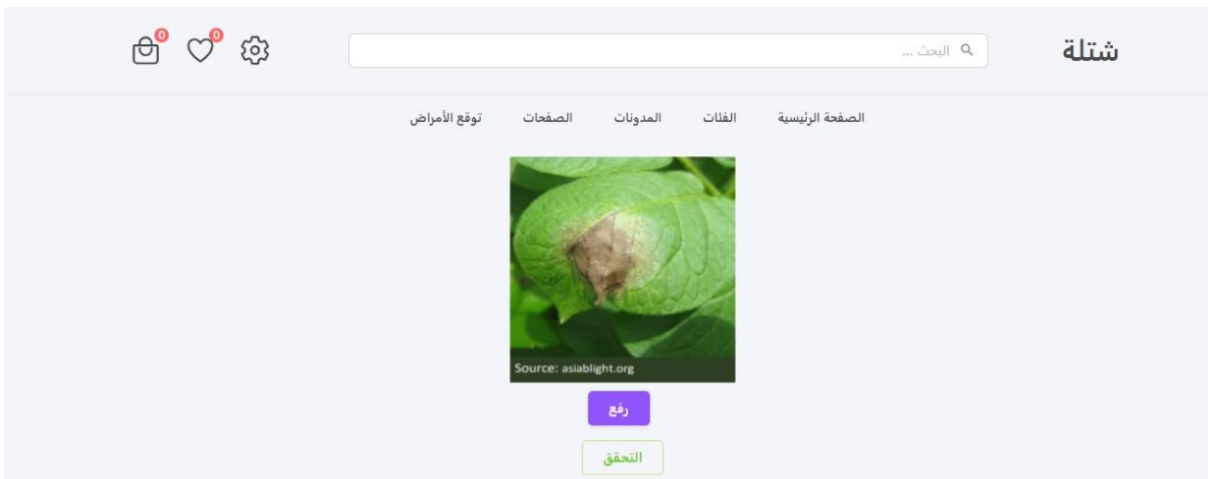 شتلة
البحث ...
0
0
الصفحة الرئيسية
الفئات
المدونات
الصفحات
توقع الأمراض
Source: asiablight.org
رفع
التحقق